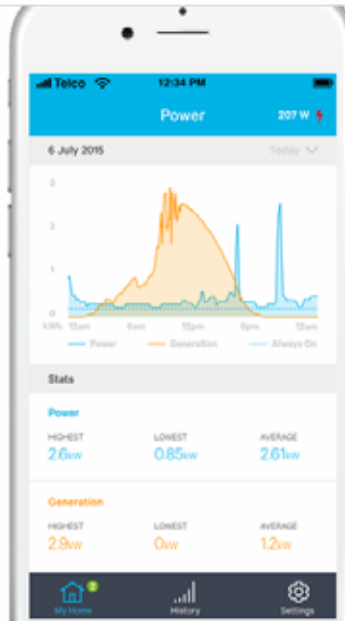 Telco 12:34 PM
Power 207 W
6 July 2015 Today
3
2
1
0
kWh 12am 6am 12pm 6pm 12am
Power Generation Always On
Stats
Power
HIGHEST LOWEST AVERAGE
2.6kW 0.85kW 2.61kW
Generation
HIGHEST LOWEST AVERAGE
2.9kW 0kW 1.2kW
2
My Home History Settings